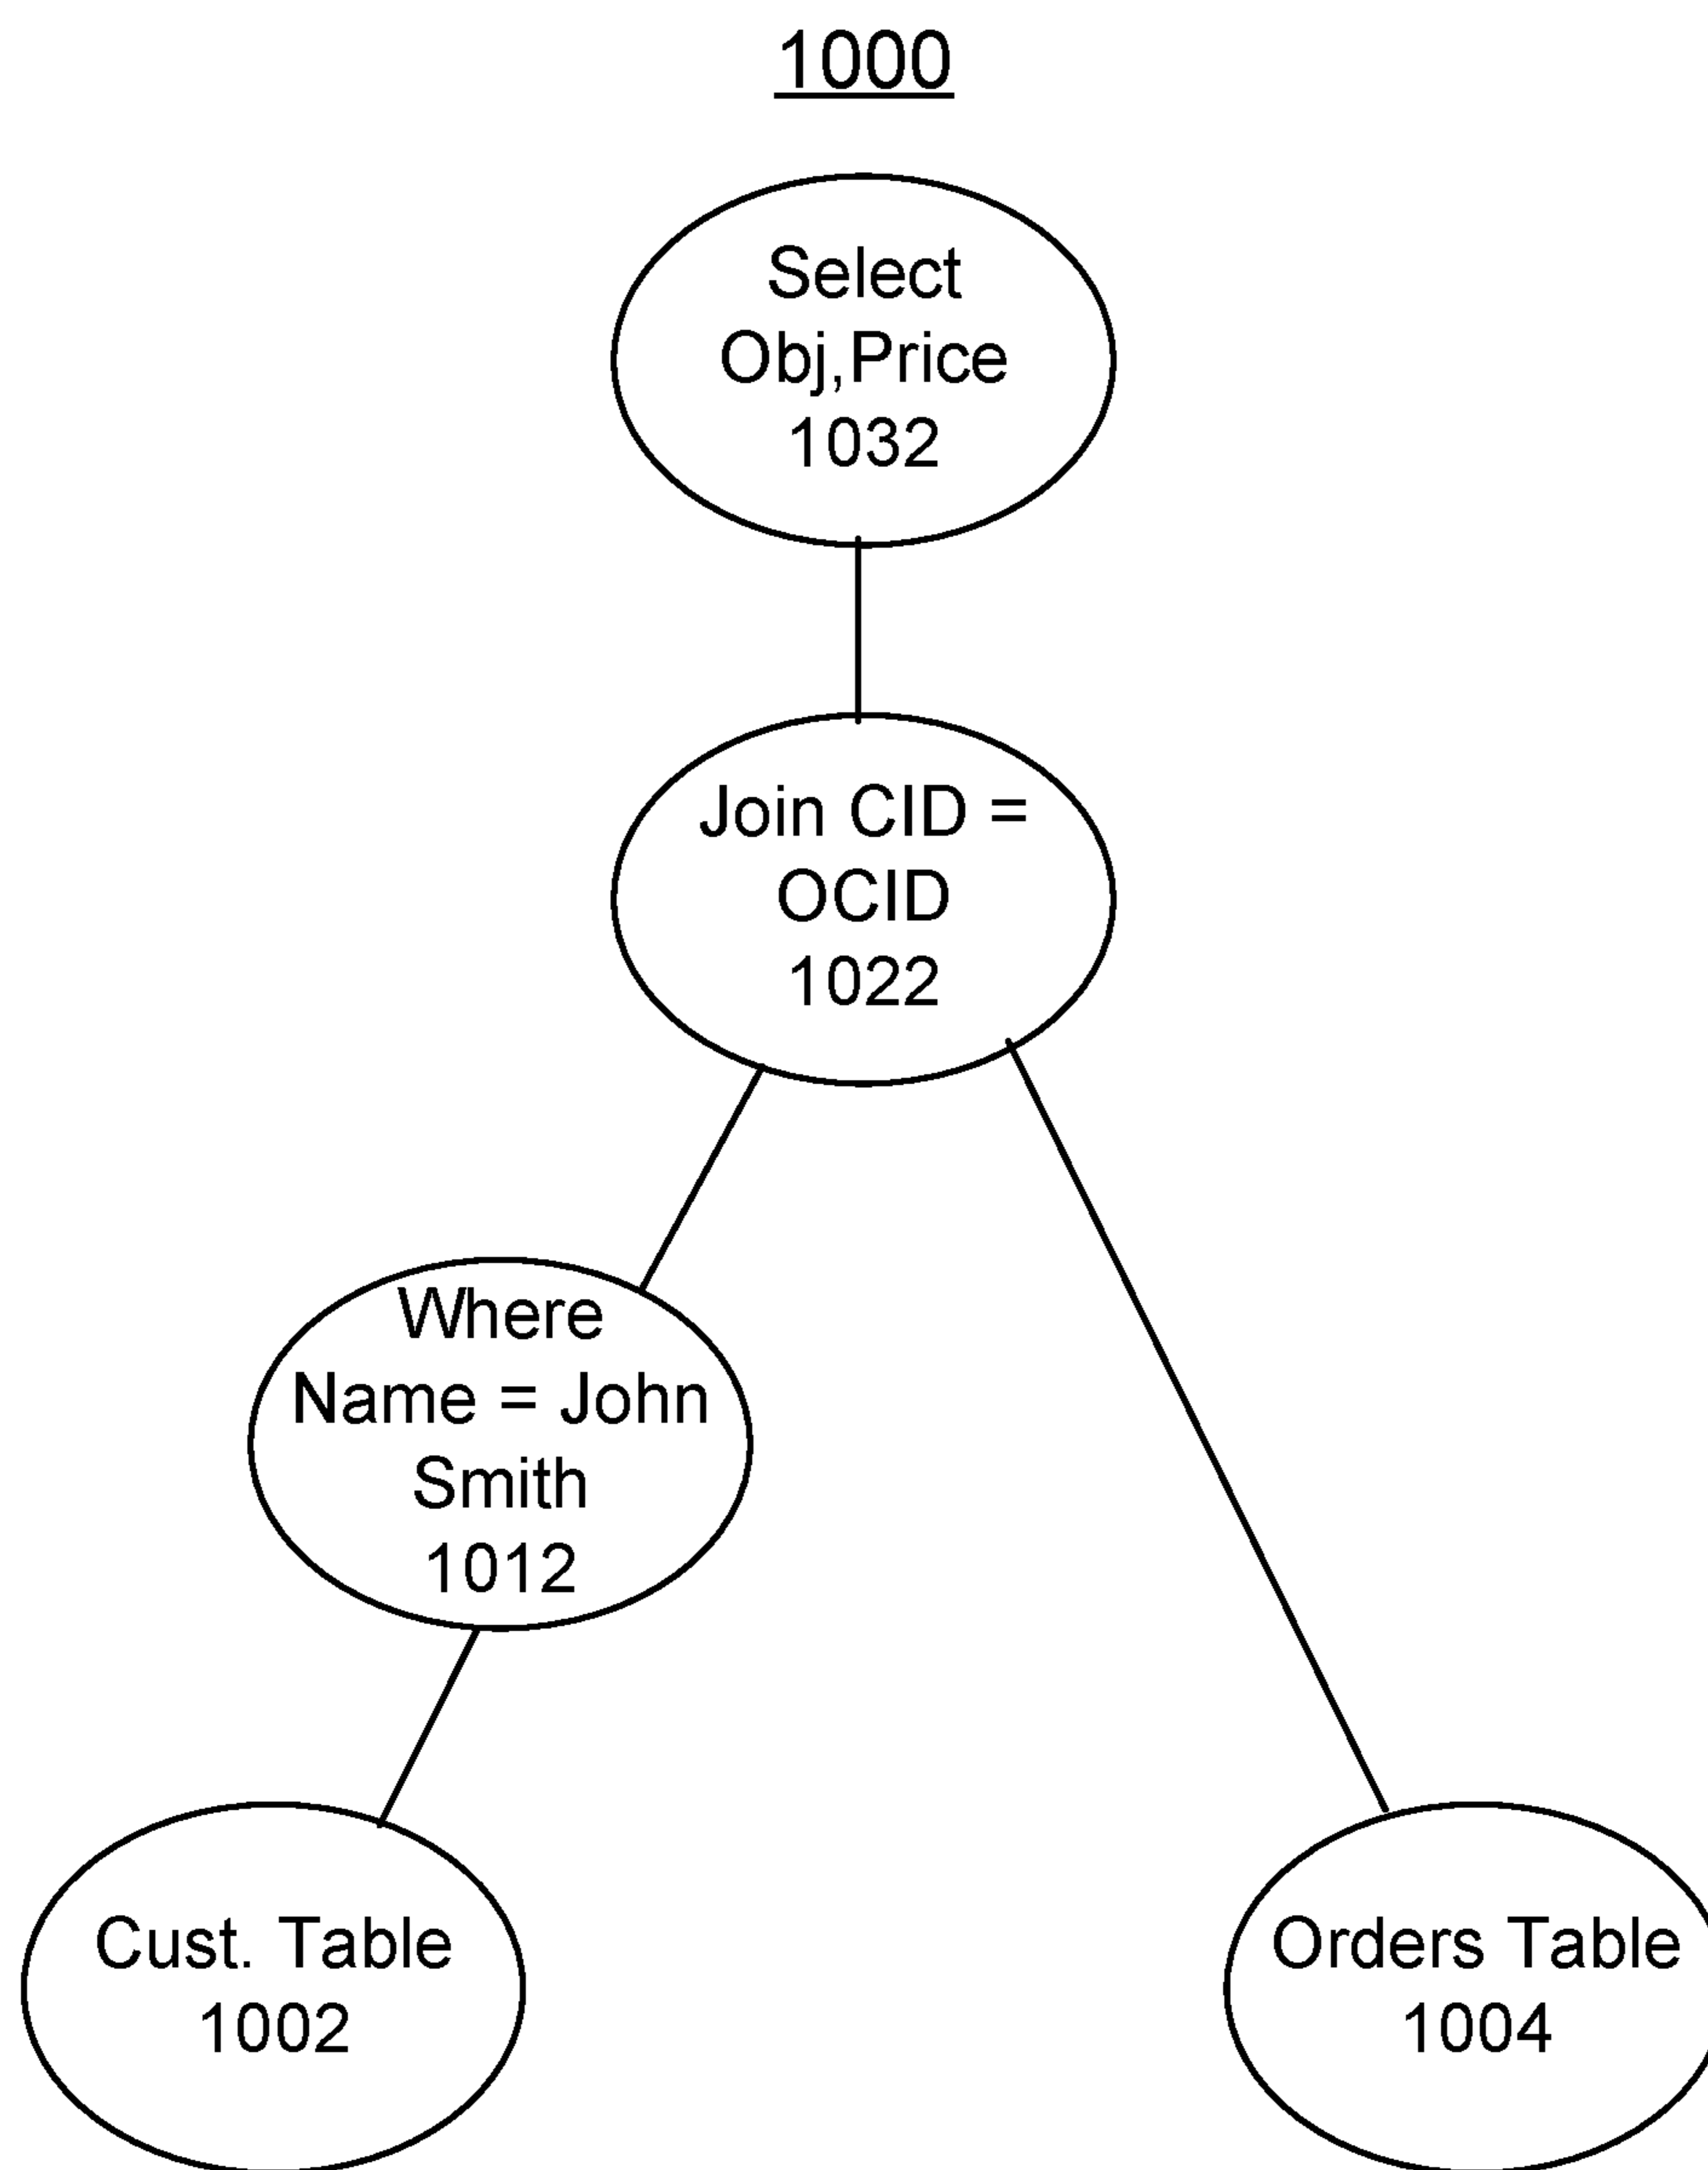 1000
Select
Obj,Price
1032
Join CID =
OCID
1022
Where
Name = John
Smith
1012
Cust. Table
1002
Orders Table
1004